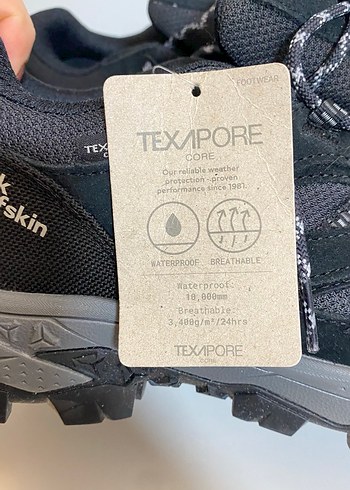 FOOTWEAR
TEXAPORE
CORE
Our reliable weather
protection - proven
performance since 1981.
WATERPROOF BREATHABLE
Waterproof:
10,000mm
Breathable:
3,400g/m²/24hrs
TEXAPORE
CORE
TEX
k
fskin